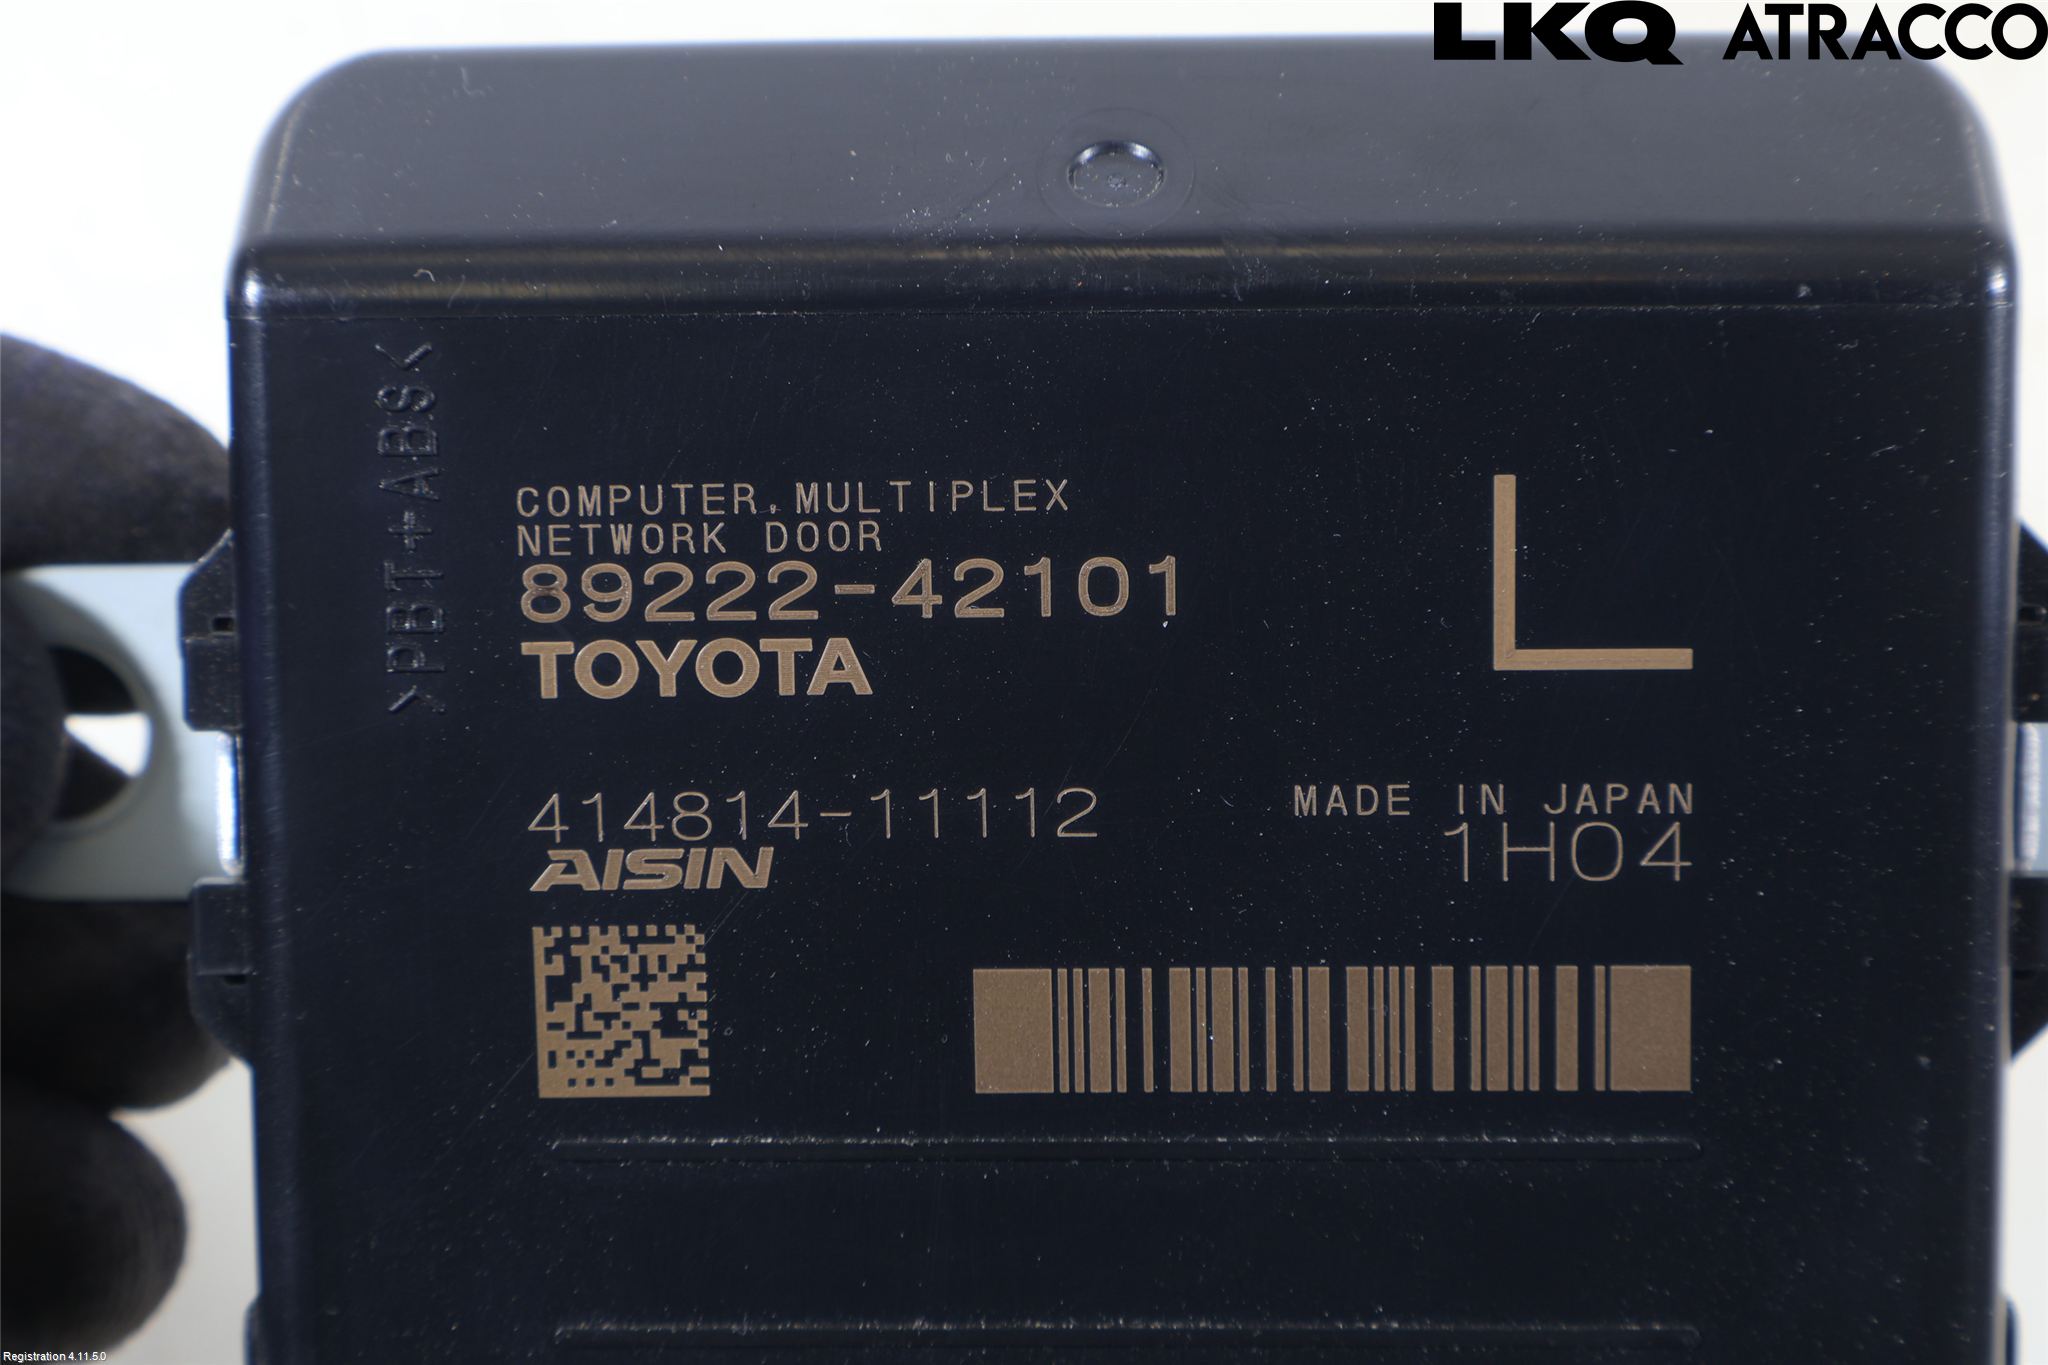 LKQ ATRACCO
>PBT+ABS<
COMPUTER,MULTIPLEX
NETWORK DOOR
89222-42101
TOYOTA
L
414814-11112
AISIN
MADE IN JAPAN
1H04
Registration 4.11.5.0